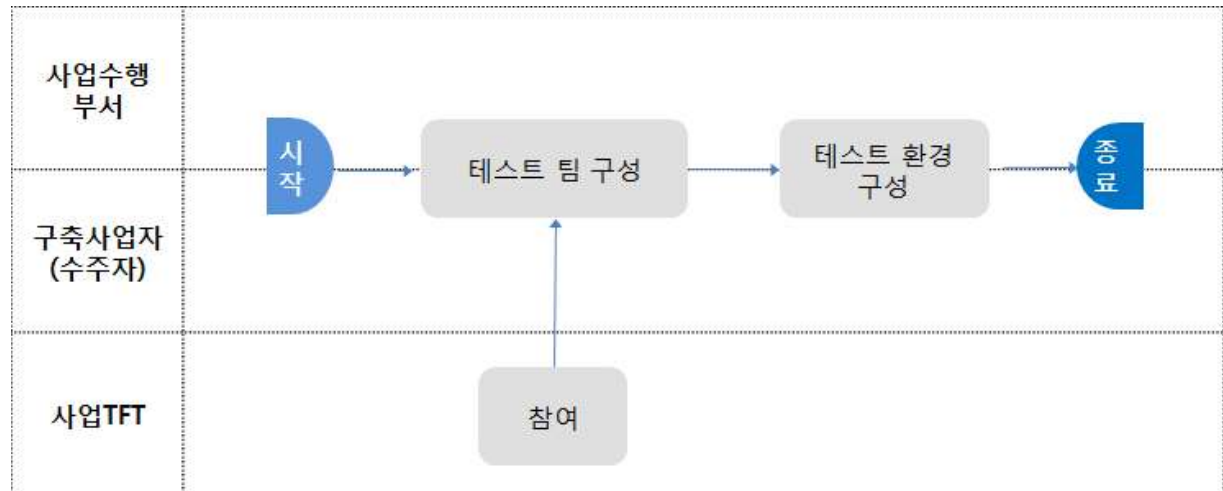 사업수행
부서
시
작
테스트 팀 구성
테스트 환경
구성
종
료
구축사업자
(수주자)
사업TFT
참여